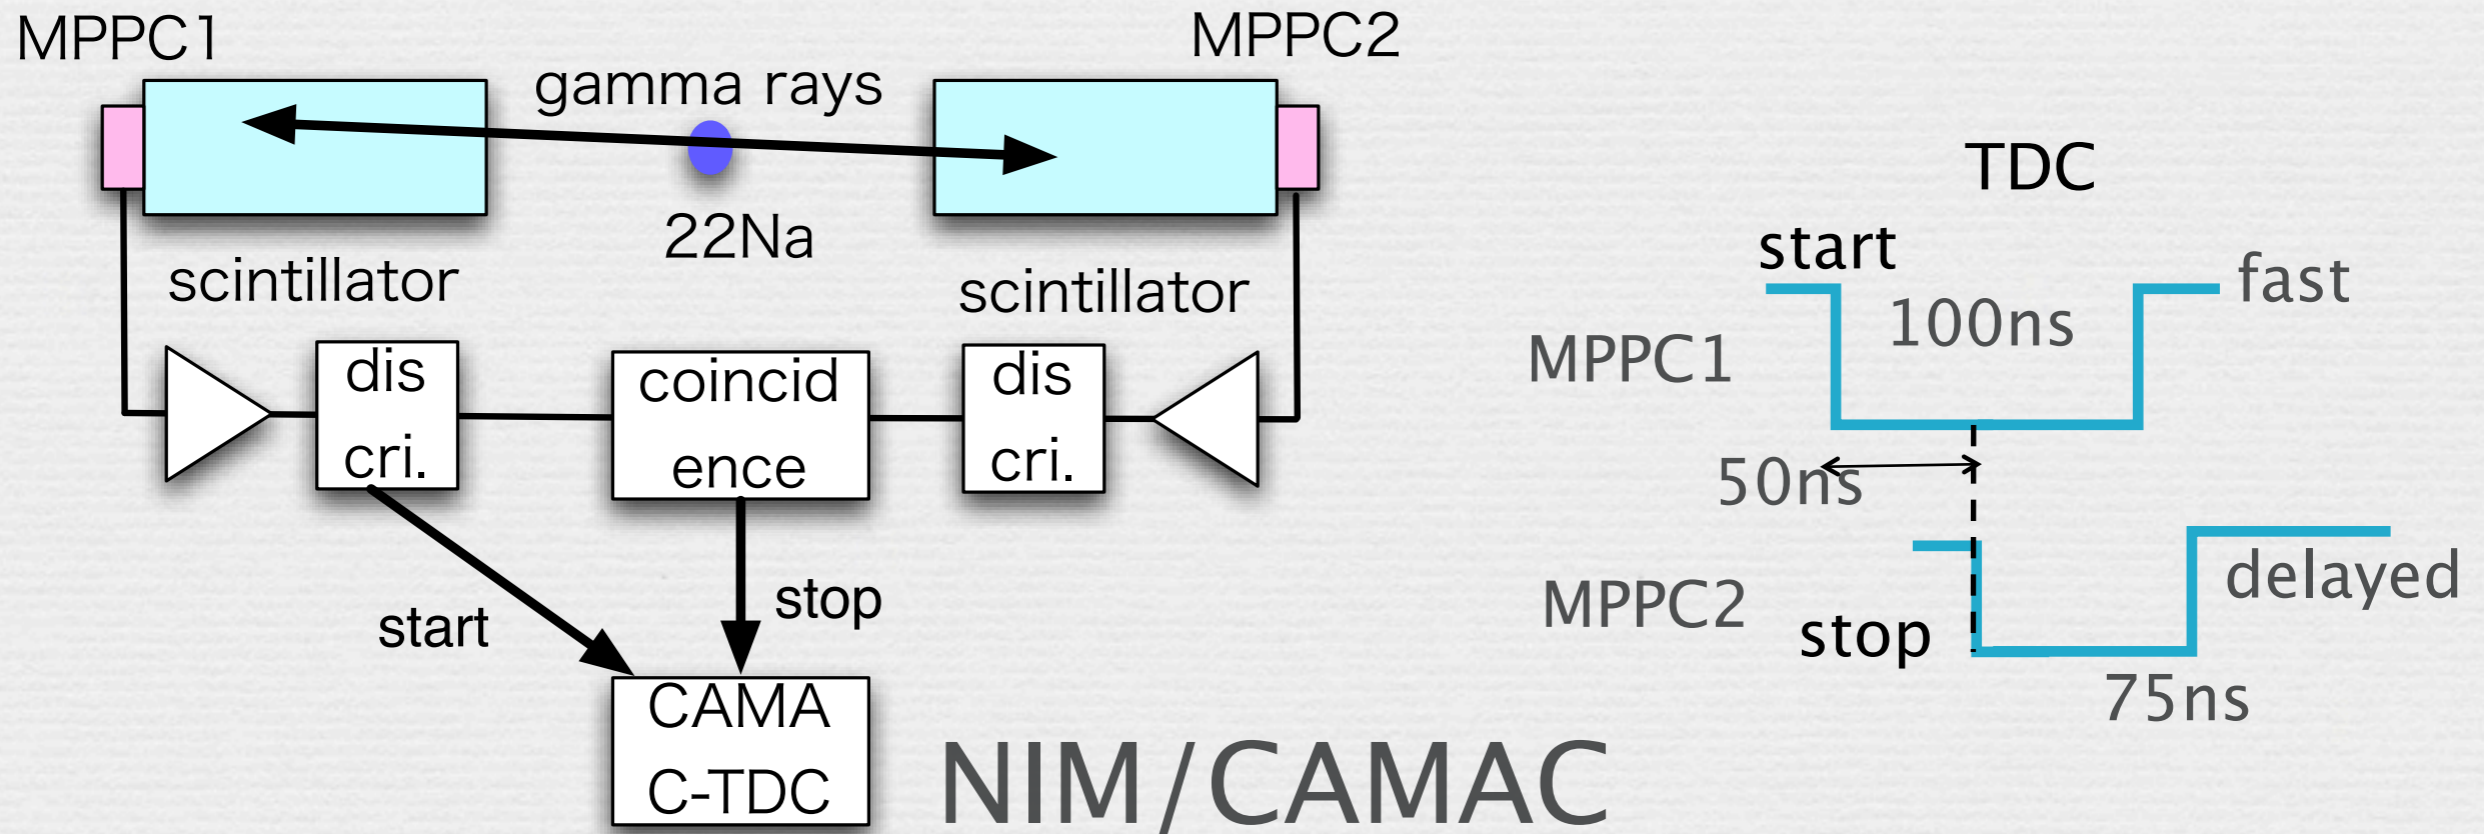 MPPC1
MPPC2
gamma rays
22Na
scintillator
scintillator
dis
cri.
coincid
ence
dis
cri.
start
stop
CAMA
C-TDC
NIM/CAMAC
TDC
start
fast
100ns
MPPC1
50ns
delayed
MPPC2
stop
75ns